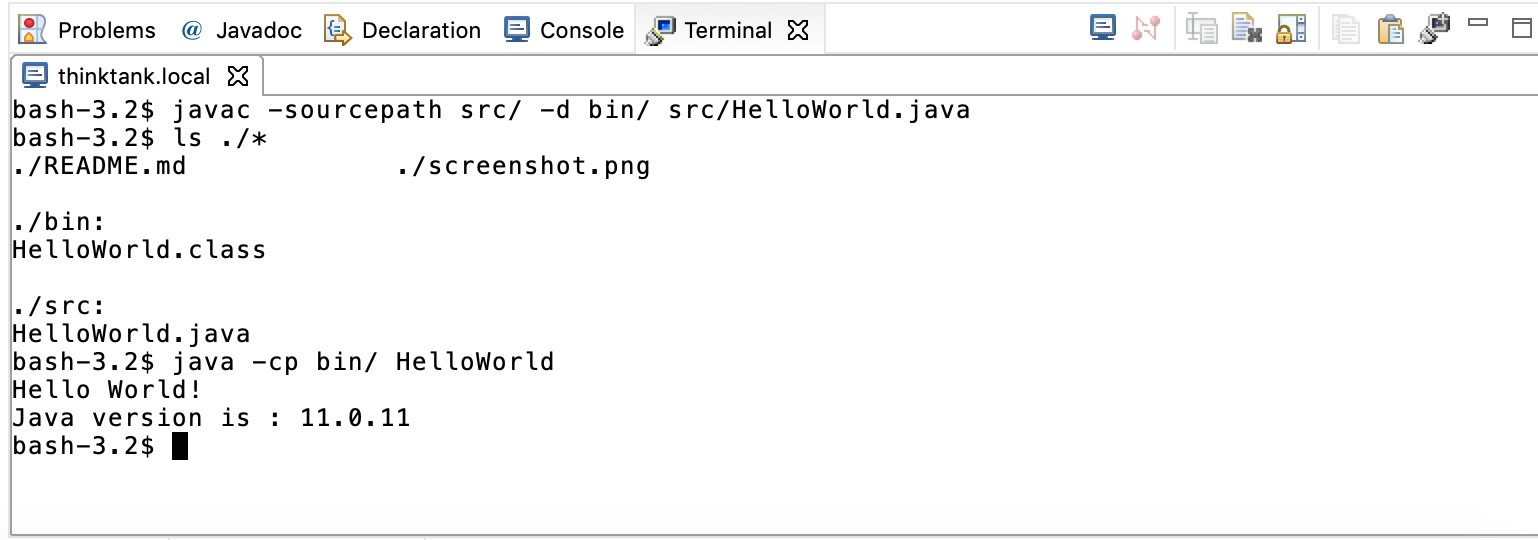 Problems @ Javadoc Declaration Console Terminal
thinktank.local
bash-3.2$ javac -sourcepath src/ -d bin/ src/HelloWorld.java
bash-3.2$ ls ./*
./README.md ./screenshot.png
./bin:
HelloWorld.class
./src:
HelloWorld.java
bash-3.2$ java -cp bin/ HelloWorld
Hello World!
Java version is : 11.0.11
bash-3.2$